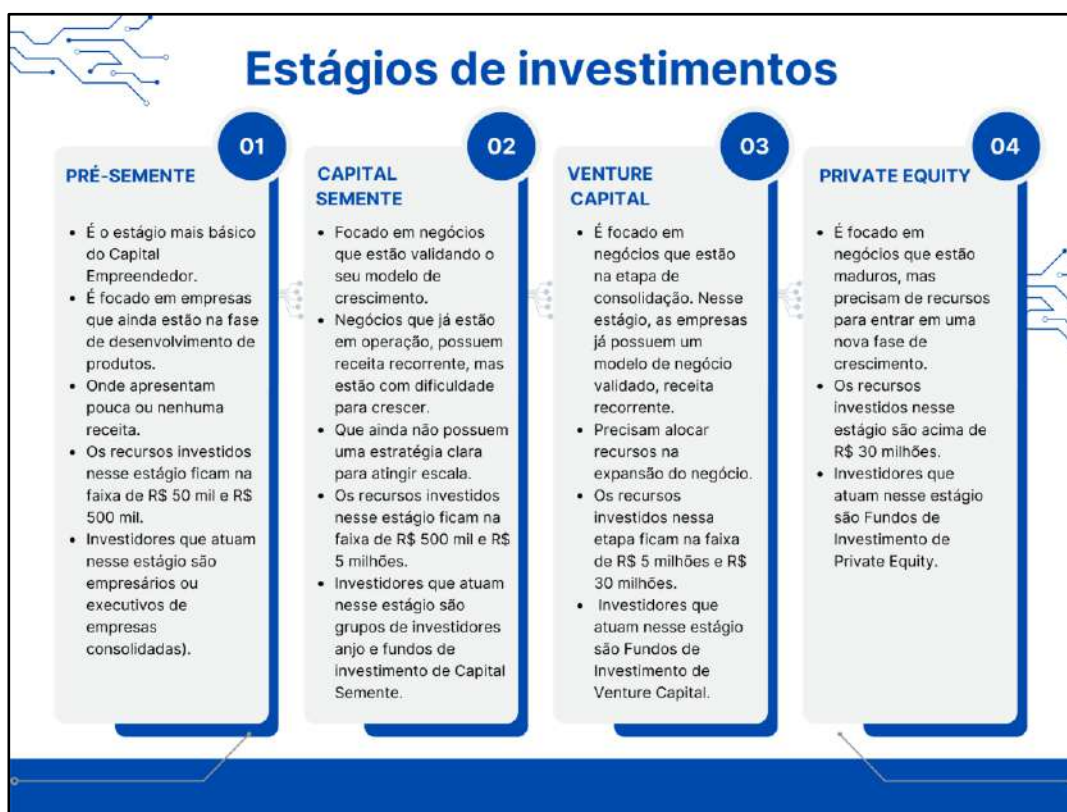 Estágios de investimentos
01
PRÉ-SEMENTE
• É o estágio mais básico
do Capital
Empreendedor.
• É focado em empresas
que ainda estão na fase
de desenvolvimento de
produtos.
• Onde apresentam
pouca ou nenhuma
receita.
• Os recursos investidos
nesse estágio ficam na
faixa de R$ 50 mil e R$
500 mil.
• Investidores que atuam
nesse estágio são
empresários ou
executivos de
empresas
consolidadas).
02
CAPITAL
SEMENTE
• Focado em negócios
que estão validando o
seu modelo de
crescimento.
• Negócios que já estão
em operação, possuem
receita recorrente, mas
estão com dificuldade
para crescer.
• Que ainda não possuem
uma estratégia clara
para atingir escala.
• Os recursos investidos
nesse estágio ficam na
faixa de R$ 500 mil e R$
5 milhões.
• Investidores que atuam
nesse estágio são
grupos de investidores
anjo e fundos de
investimento de Capital
Semente.
03
VENTURE
CAPITAL
• É focado em
negócios que estão
na etapa de
consolidação. Nesse
estágio, as empresas
já possuem um
modelo de negócio
validado, receita
recorrente.
• Precisam alocar
recursos na
expansão do negócio.
• Os recursos
investidos nessa
etapa ficam na faixa
de R$ 5 milhões e R$
30 milhões.
• Investidores que
atuam nesse estágio
são Fundos de
Investimento de
Venture Capital.
04
PRIVATE EQUITY
• É focado em
negócios que estão
maduros, mas
precisam de recursos
para entrar em uma
nova fase de
crescimento.
• Os recursos
investidos nesse
estágio são acima de
R$ 30 milhões.
• Investidores que
atuam nesse estágio
são Fundos de
Investimento de
Private Equity.